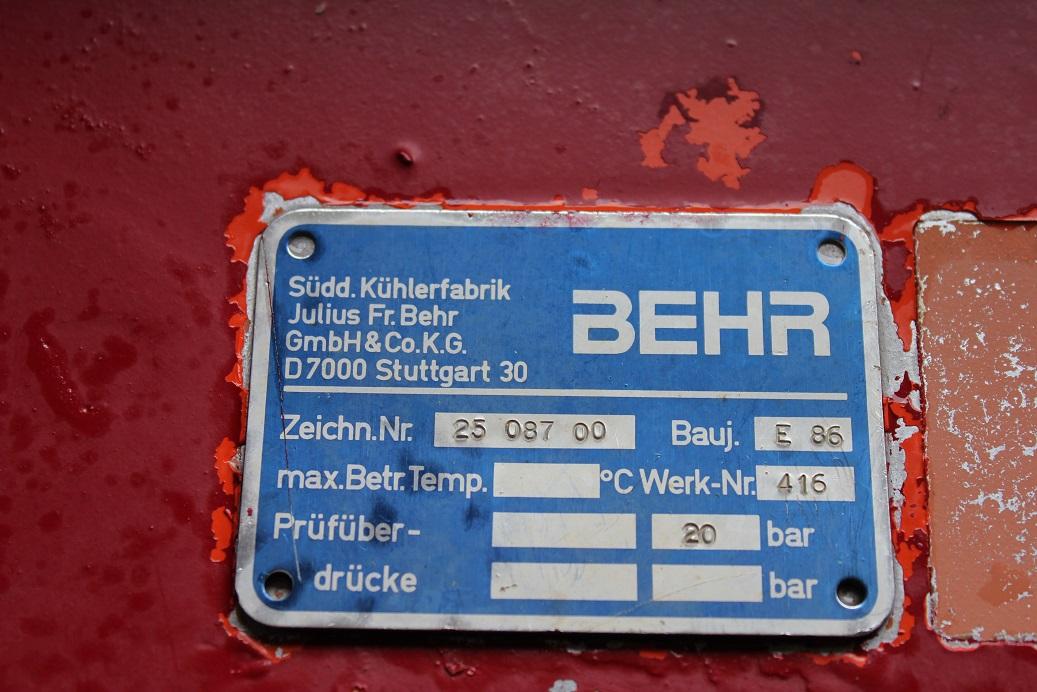 Südd. Kühlerfabrik
Julius Fr. Behr
GmbH & Co. K.G.
D 7000 Stuttgart 30
BEHR
Zeichn. Nr. 25 087 00 Bauj. E 86
max. Betr. Temp. °C Werk-Nr. 416
Prüfüber- 20 bar
drücke bar